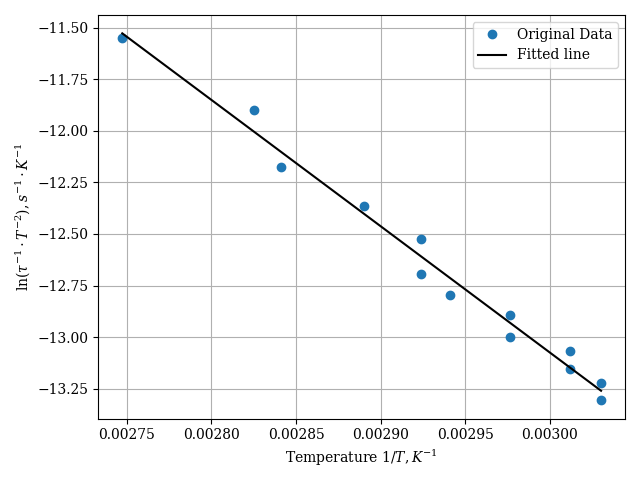 −11.50
−11.75
−12.00
−12.25
−12.50
−12.75
−13.00
−13.25
ln(τ⁻¹ · T⁻²), s⁻¹ · K⁻¹
Original Data
Fitted line
0.00275 0.00280 0.00285 0.00290 0.00295 0.00300
Temperature 1/T, K⁻¹